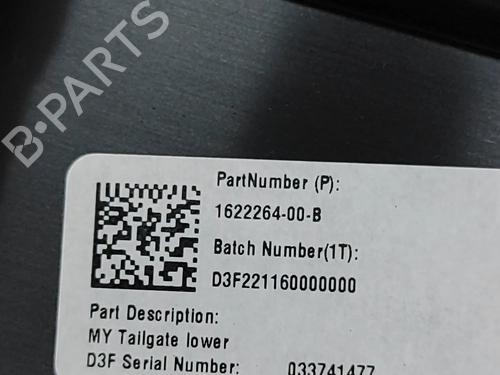 B-PARTS
PartNumber (P):
1622264-00-B
Batch Number(1T):
D3F221160000000
Part Description:
MY Tailgate lower
D3F Serial Number: 033741477